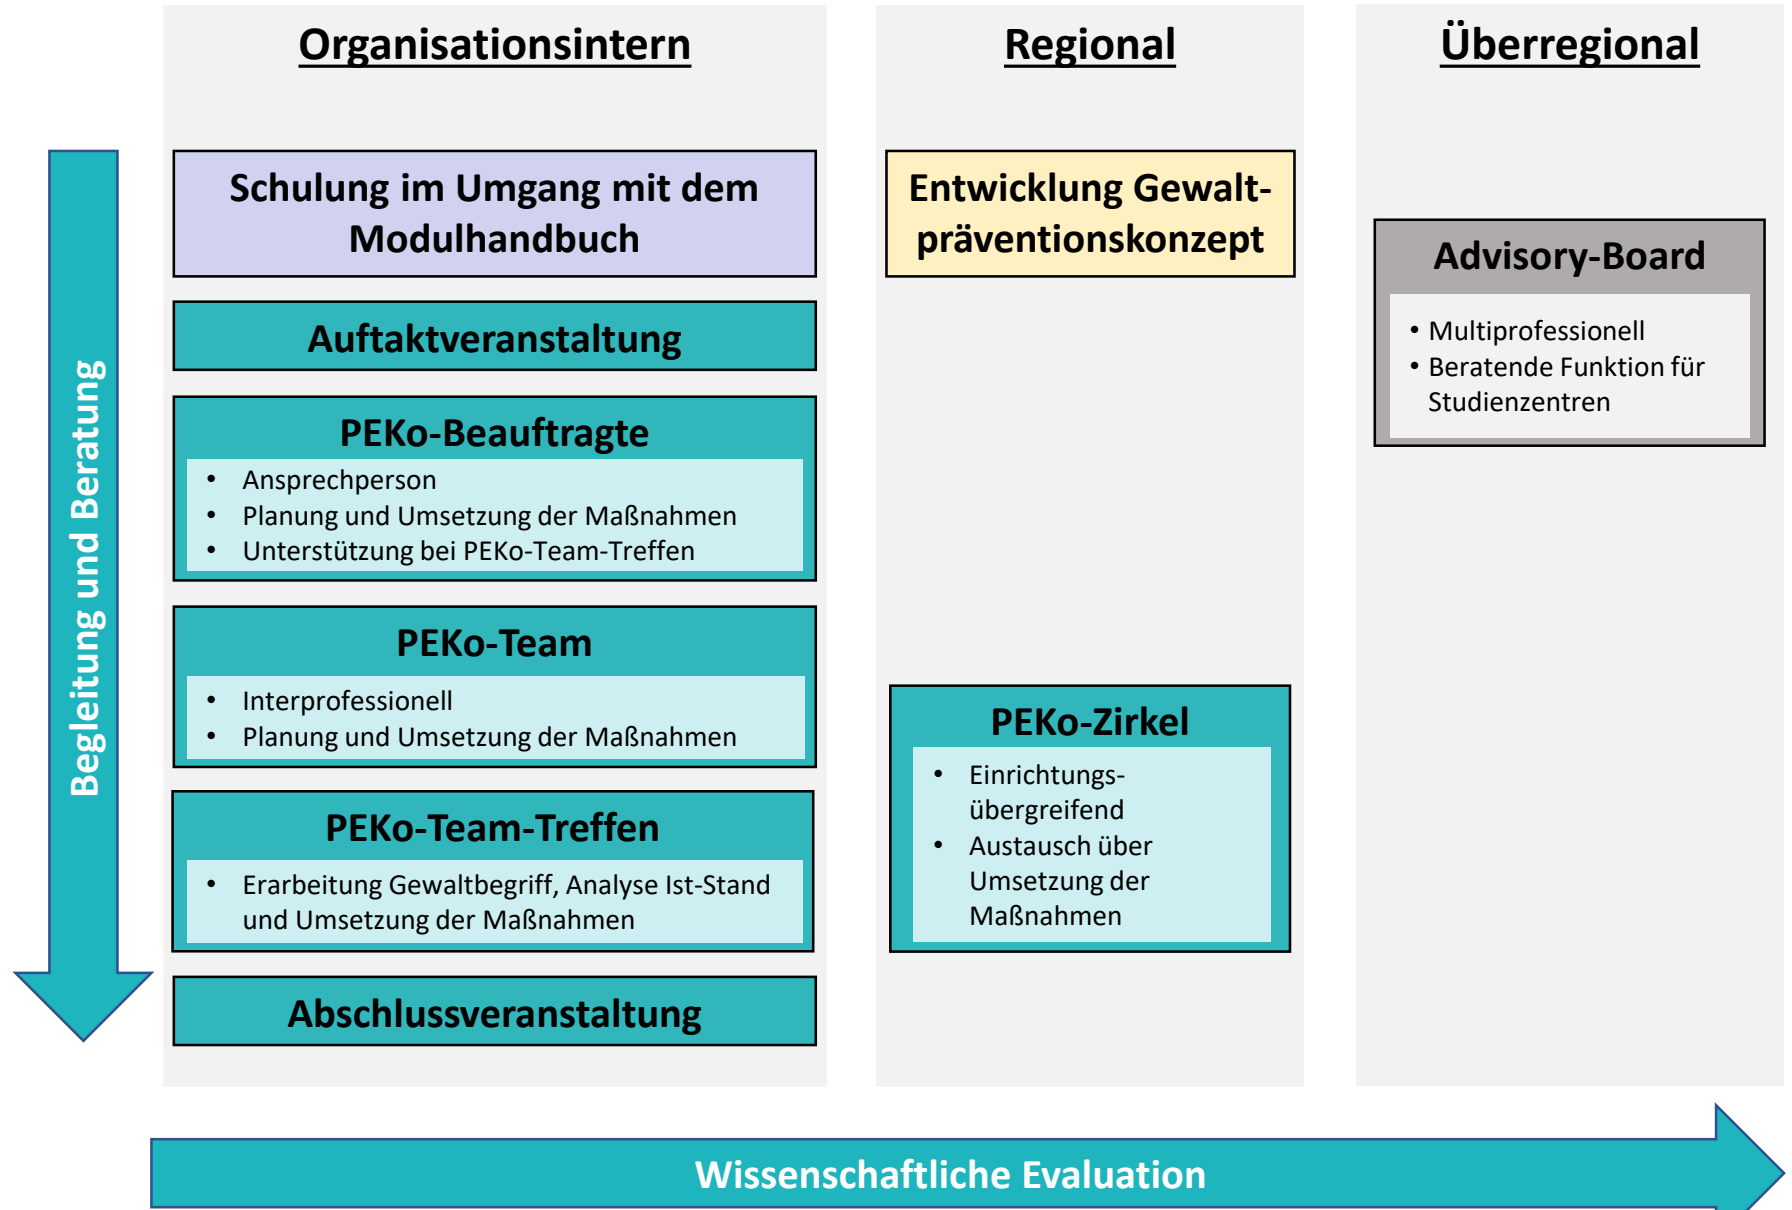 Organisationsintern
Schulung im Umgang mit dem
Modulhandbuch
Auftaktveranstaltung
PEKo-Beauftragte
• Ansprechperson
• Planung und Umsetzung der Maßnahmen
• Unterstützung bei PEKo-Team-Treffen
PEKo-Team
• Interprofessionell
• Planung und Umsetzung der Maßnahmen
PEKo-Team-Treffen
• Erarbeitung Gewaltbegriff, Analyse Ist-Stand
und Umsetzung der Maßnahmen
Abschlussveranstaltung
Regional
Entwicklung Gewalt-
präventionskonzept
PEKo-Zirkel
• Einrichtungs-
übergreifend
• Austausch über
Umsetzung der
Maßnahmen
Überregional
Advisory-Board
• Multiprofessionell
• Beratende Funktion für
Studienzentren
Begleitung und Beratung
Wissenschaftliche Evaluation